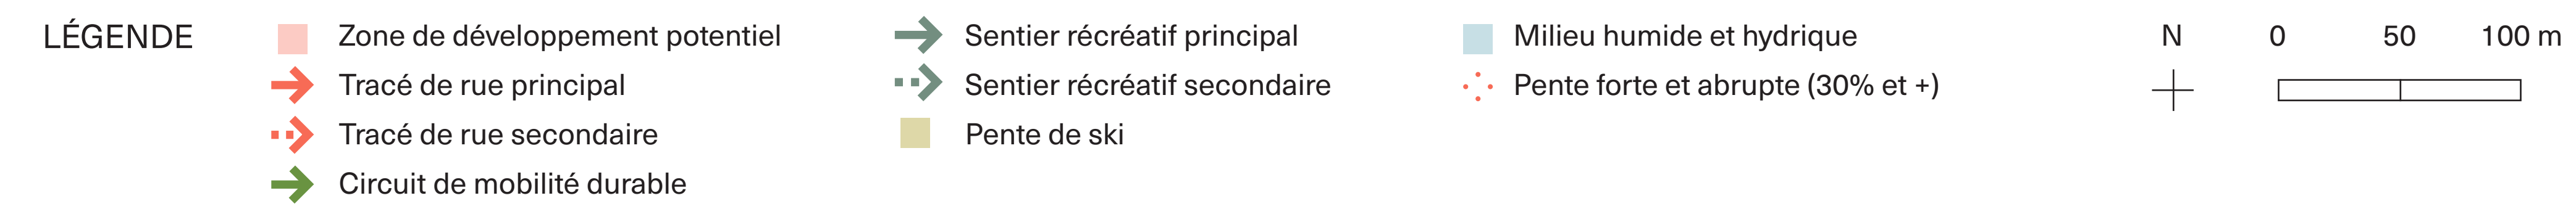 LÉGENDE
Zone de développement potentiel
Tracé de rue principal
Tracé de rue secondaire
Circuit de mobilité durable
Sentier récréatif principal
Sentier récréatif secondaire
Pente de ski
Milieu humide et hydrique
Pente forte et abrupte (30% et +)
N
0 50 100 m